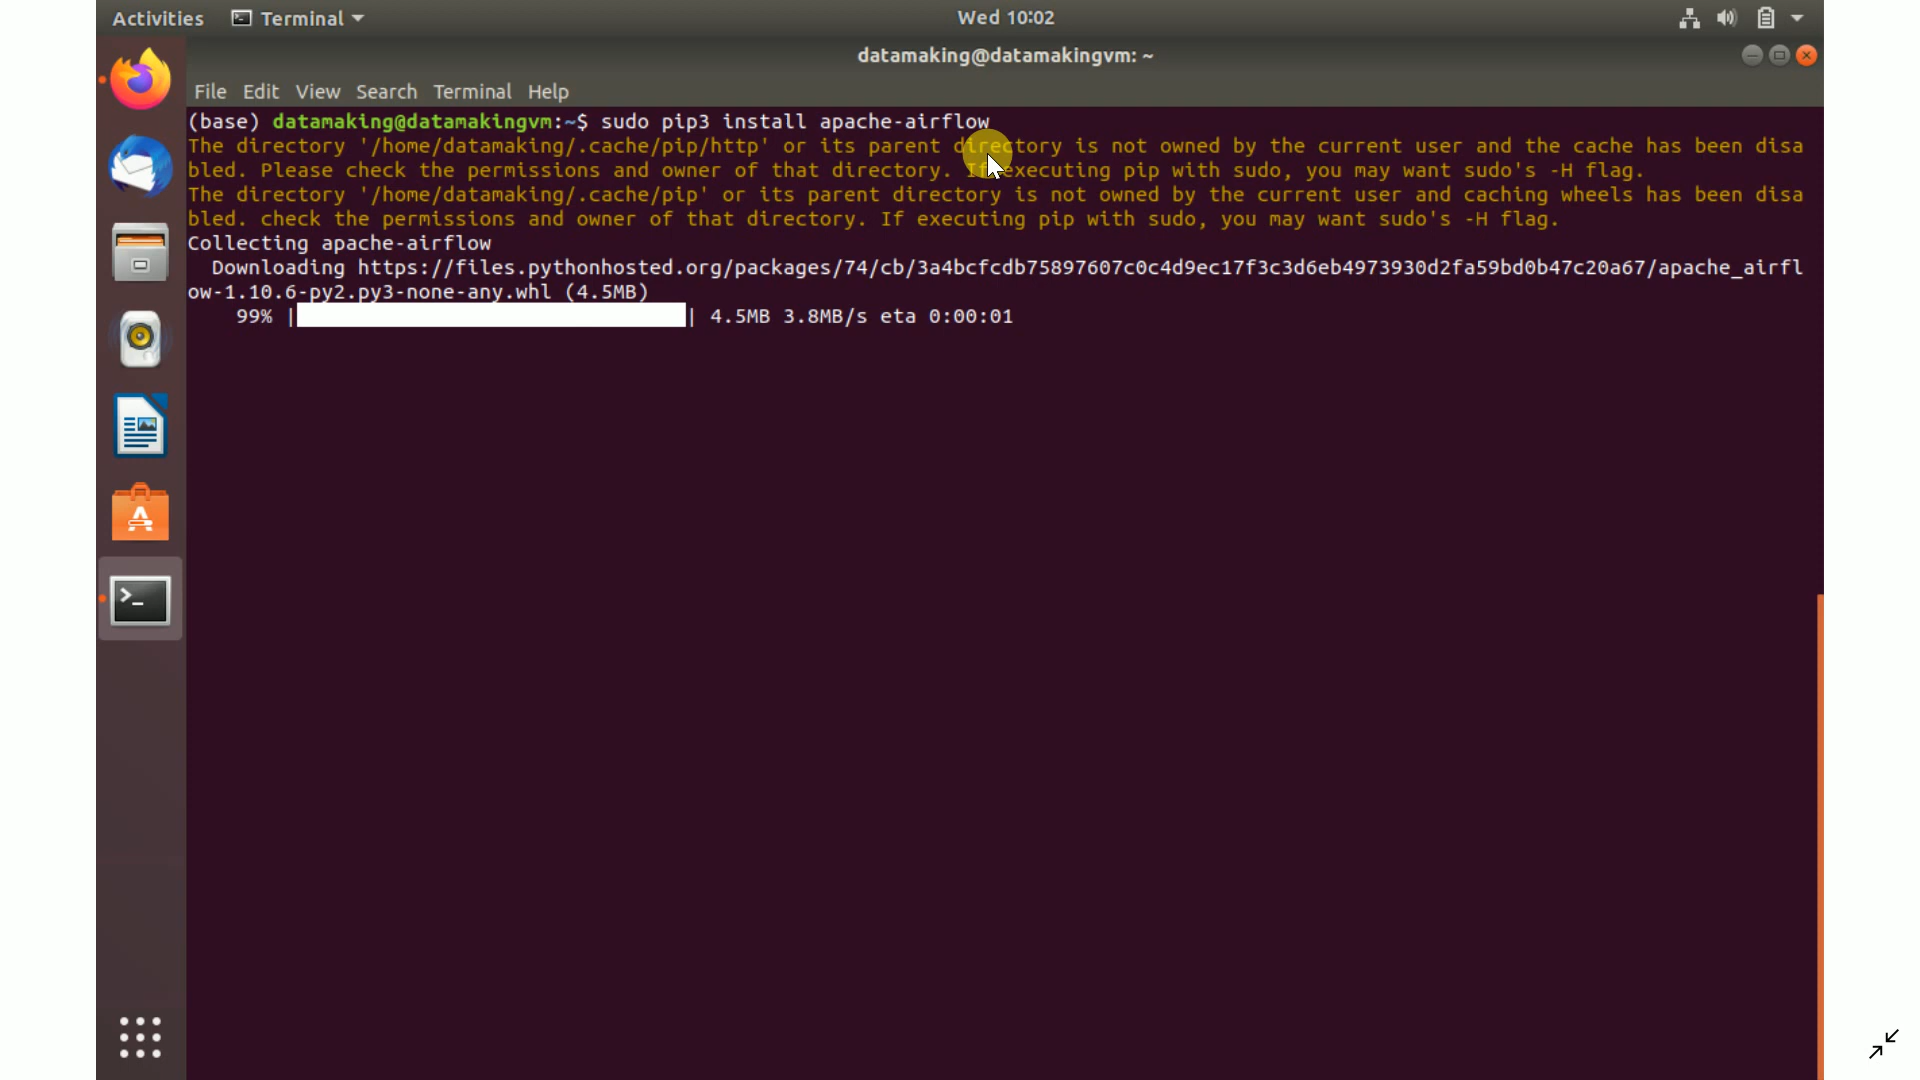 Activities Terminal Wed 10:02
datamaking@datamakingvm: ~
File Edit View Search Terminal Help
(base) datamaking@datamakingvm:~$ sudo pip3 install apache-airflow
The directory '/home/datamaking/.cache/pip/http' or its parent directory is not owned by the current user and the cache has been disa
bled. Please check the permissions and owner of that directory. If executing pip with sudo, you may want sudo's -H flag.
The directory '/home/datamaking/.cache/pip' or its parent directory is not owned by the current user and caching wheels has been disa
bled. check the permissions and owner of that directory. If executing pip with sudo, you may want sudo's -H flag.
Collecting apache-airflow
Downloading https://files.pythonhosted.org/packages/74/cb/3a4bcfcdb75897607c0c4d9ec17f3c3d6eb4973930d2fa59bd0b47c20a67/apache_airfl
ow-1.10.6-py2.py3-none-any.whl (4.5MB)
99% | | 4.5MB 3.8MB/s eta 0:00:01